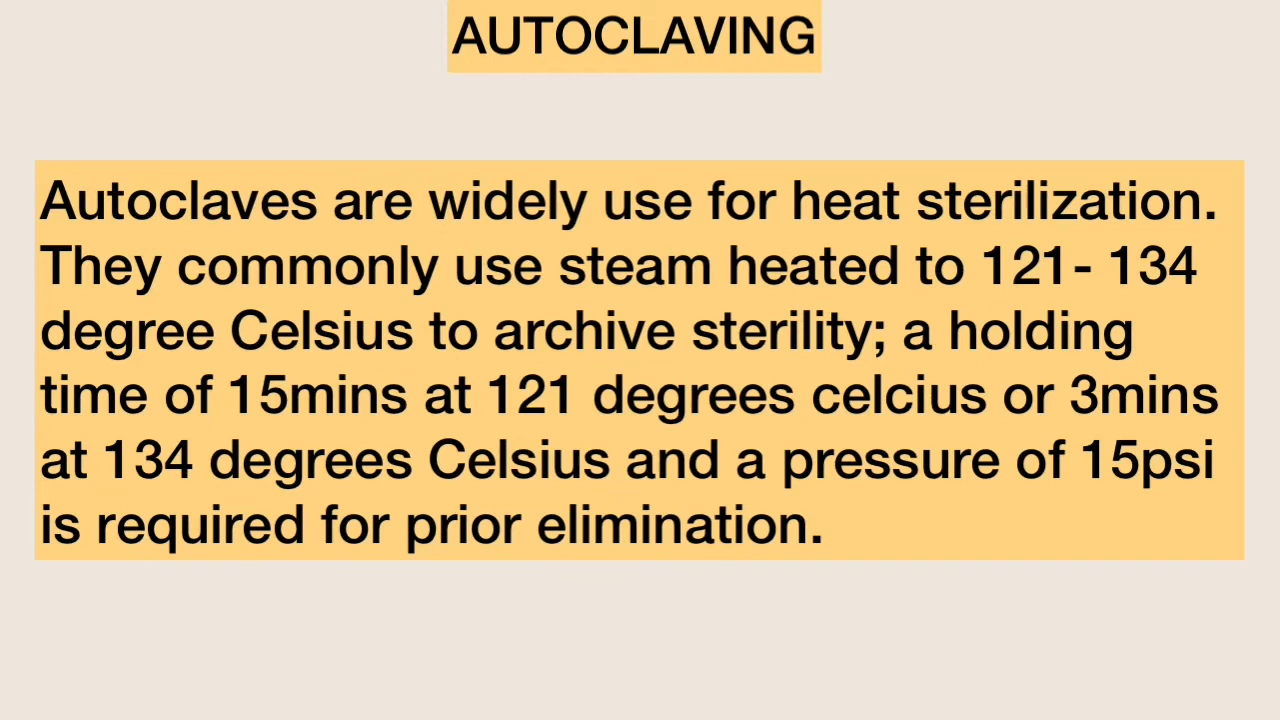 AUTOCLAVING
Autoclaves are widely use for heat sterilization.
They commonly use steam heated to 121- 134
degree Celsius to archive sterility; a holding
time of 15mins at 121 degrees celcius or 3mins
at 134 degrees Celsius and a pressure of 15psi
is required for prior elimination.